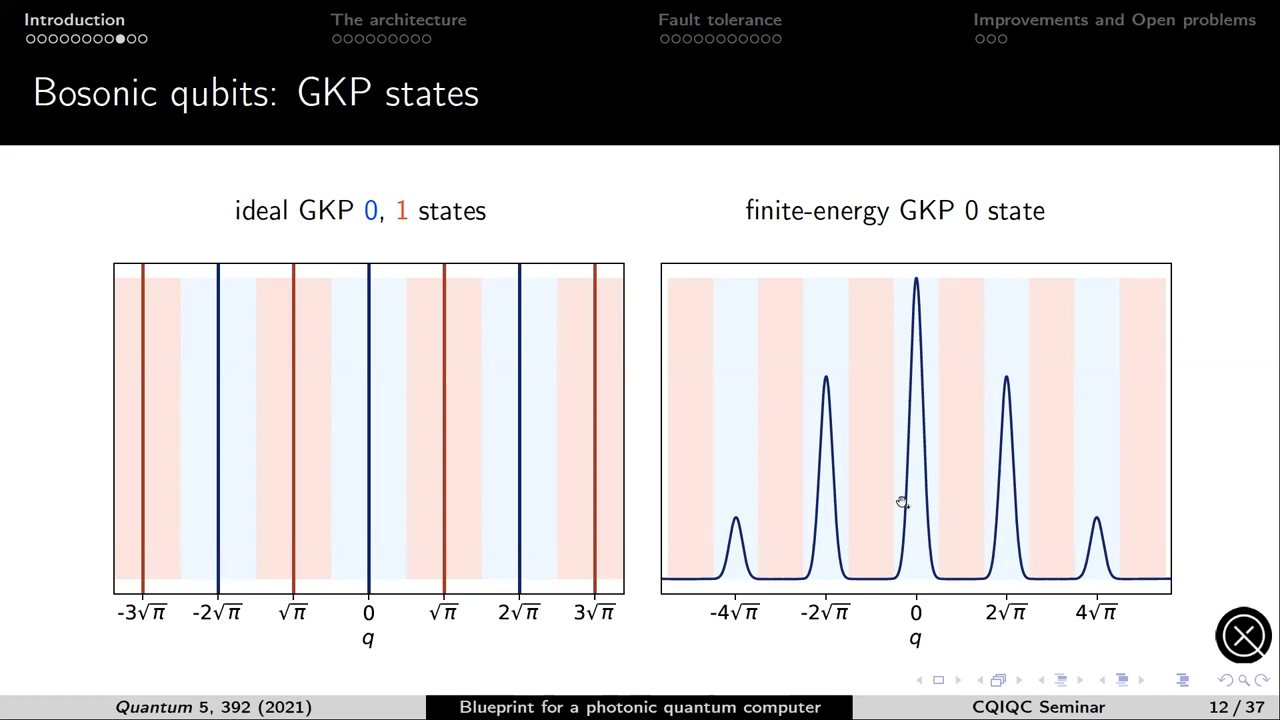 Introduction The architecture Fault tolerance Improvements and Open problems
Bosonic qubits: GKP states
ideal GKP 0, 1 states
finite-energy GKP 0 state
-3√π -2√π √π 0 √π 2√π 3√π
q
-4√π -2√π 0 2√π 4√π
q
Quantum 5, 392 (2021) Blueprint for a photonic quantum computer CQIQC Seminar 12 / 37